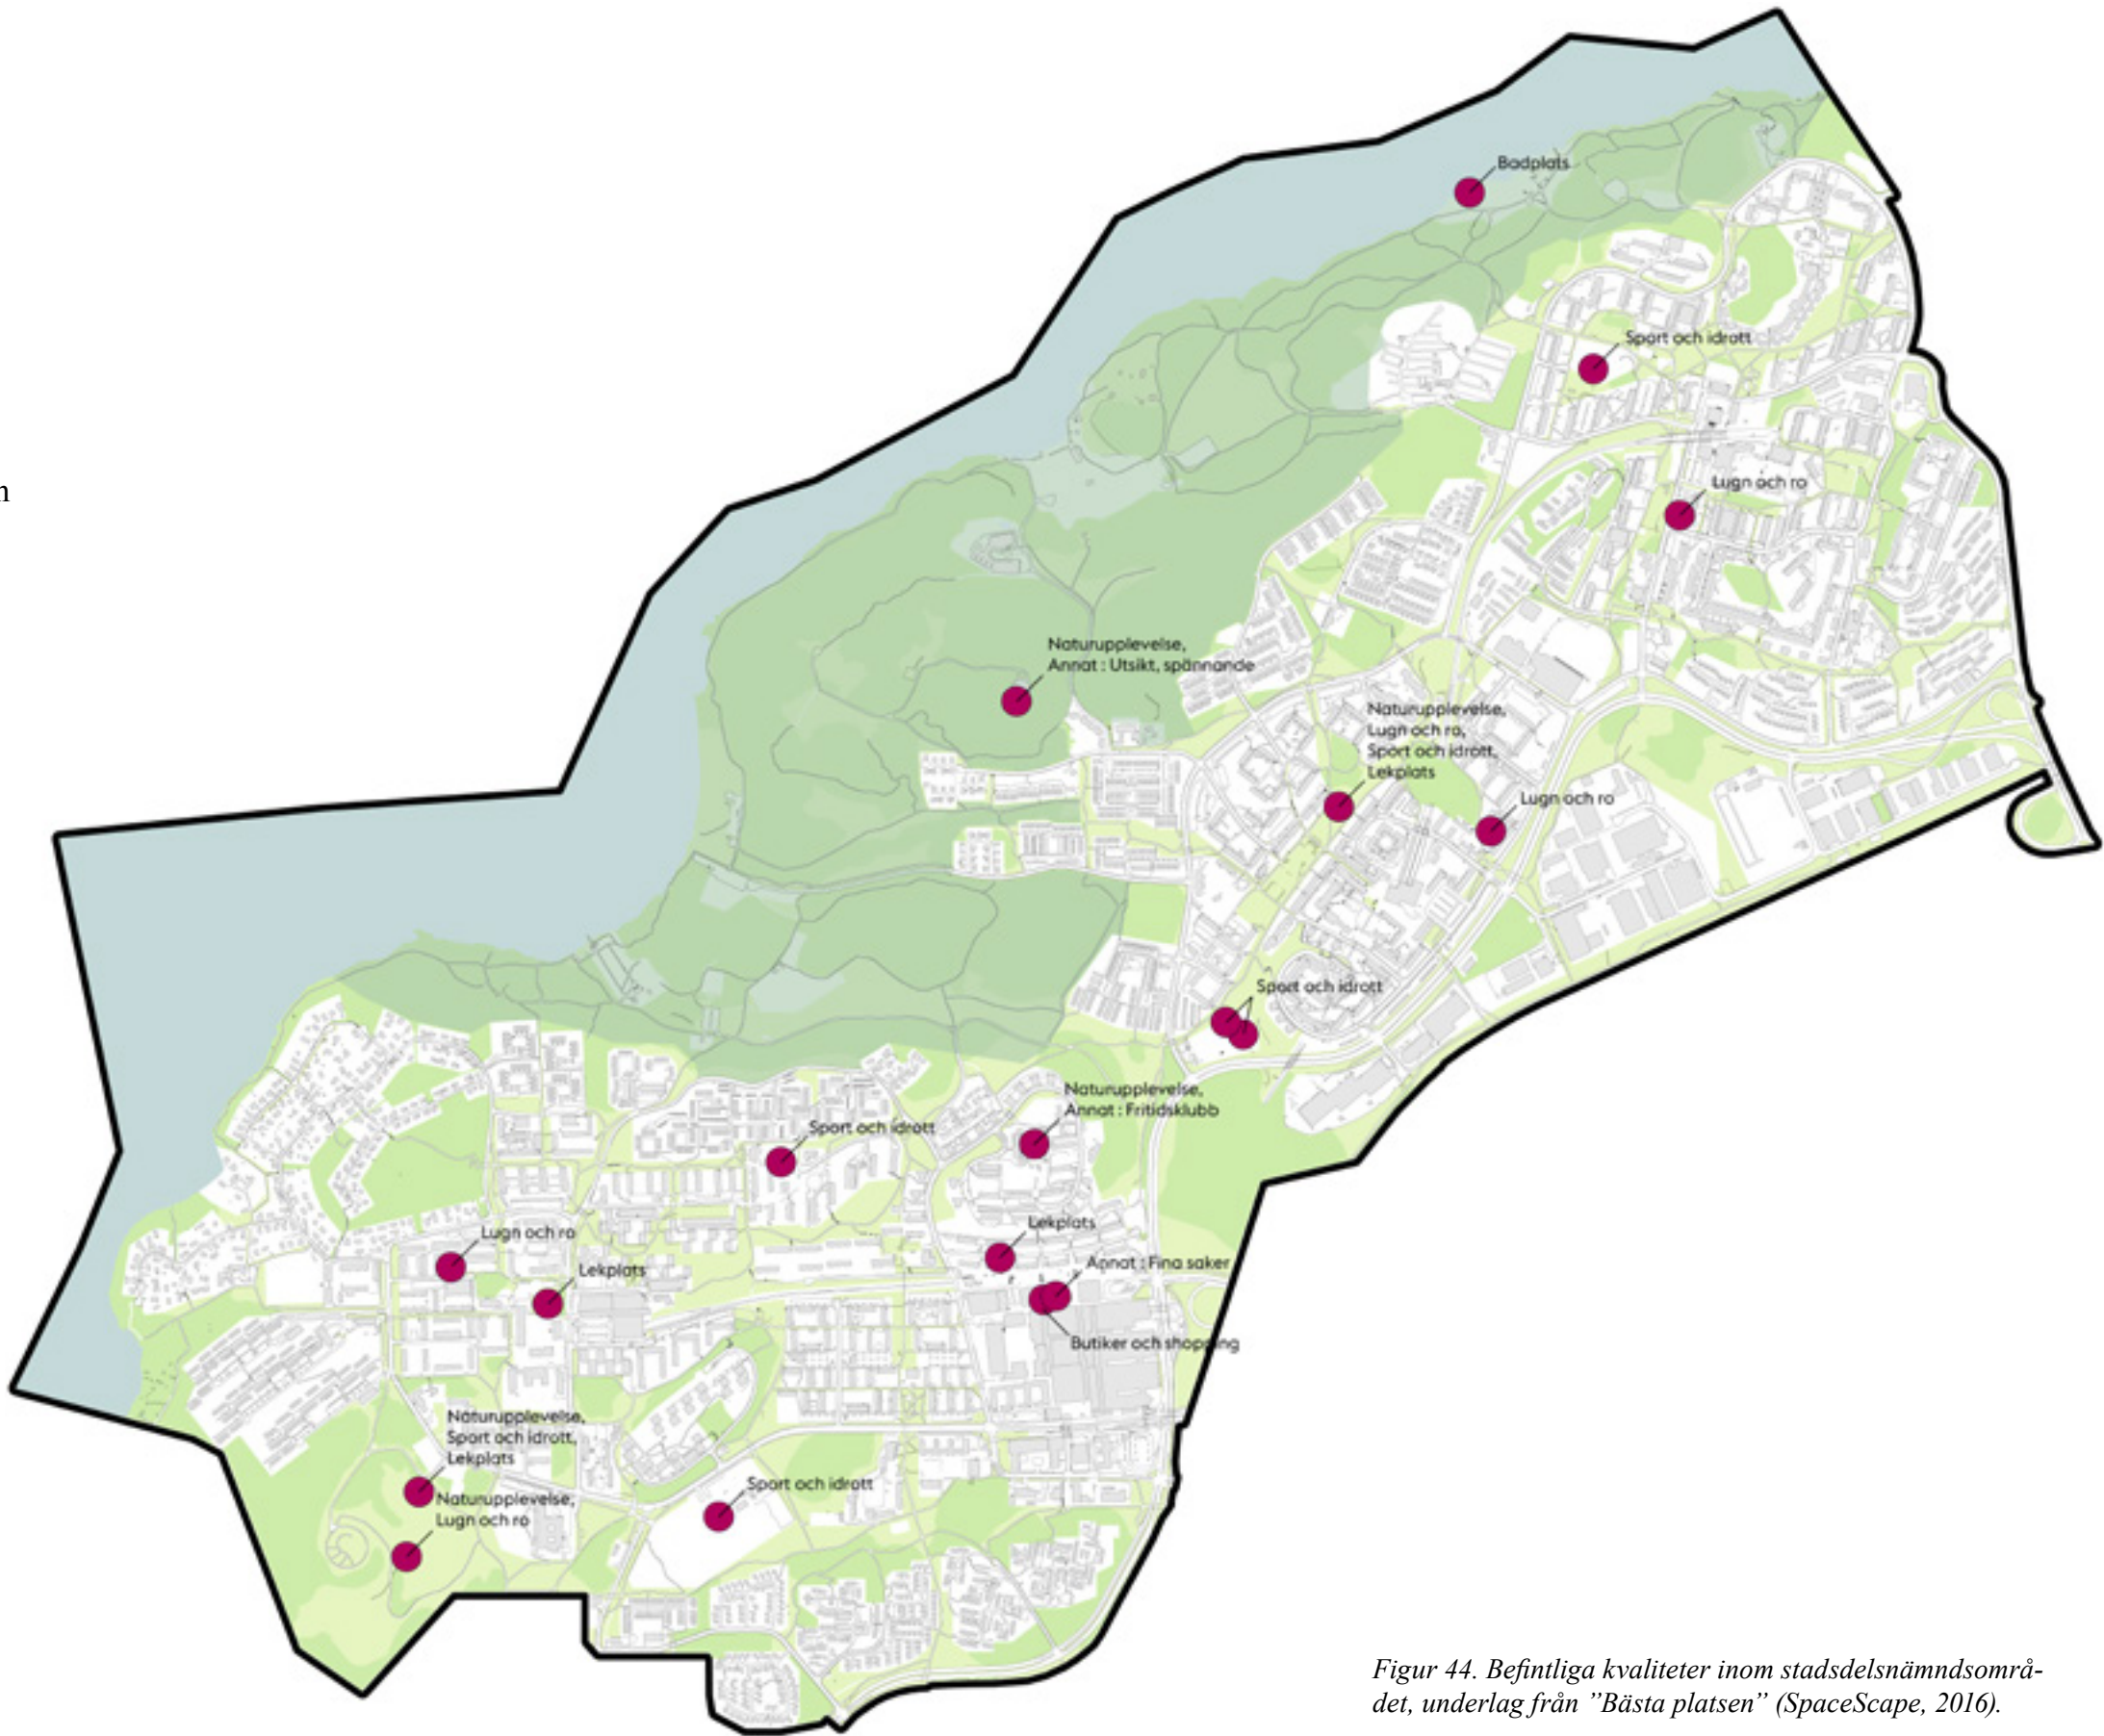 n
Badplats
Sport och idrott
Lugn och ro
Naturupplevelse,
Annat : Utsikt, spännande
Naturupplevelse,
Lugn och ro,
Sport och idrott,
Lekplats
Lugn och ro
Sport och idrott
Naturupplevelse,
Annat : Fritidsklubb
Sport och idrott
Lekplats
Lugn och ro
Annat : Fina saker
Lekplats
Butiker och shopping
Naturupplevelse,
Sport och idrott,
Lekplats
Sport och idrott
Naturupplevelse,
Lugn och ro
Figur 44. Befintliga kvaliteter inom stadsdelsnämndsområ-
det, underlag från ”Bästa platsen” (SpaceScape, 2016).